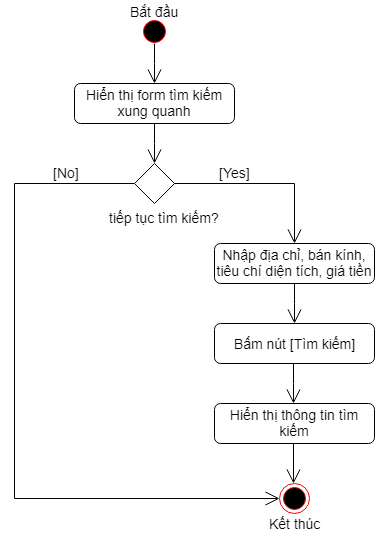 Bắt đầu
Hiển thị form tìm kiếm
xung quanh
[No]
[Yes]
tiếp tục tìm kiếm?
Nhập địa chỉ, bán kính,
tiêu chí diện tích, giá tiền
Bấm nút [Tìm kiếm]
Hiển thị thông tin tìm
kiếm
Kết thúc